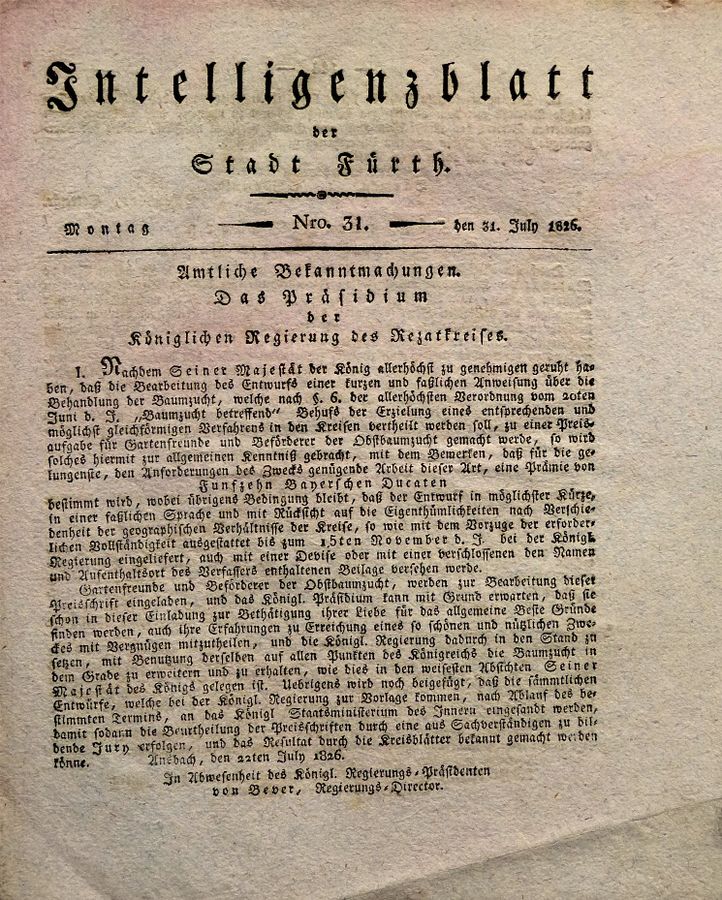 Intelligenzblatt
der
Stadt Fürth.
Montag Nro. 31. den 31. July 1826.
Amtliche Bekanntmachungen.
Das Präsidium
der
Königlichen Regierung des Rezatkreises.
1. Nachdem Seiner Majestät der König allerhöchst zu genehmigen geruht ha-
ben, daß die Bearbeitung des Entwurfs einer kurzen und faßlichen Anweisung über die
Behandlung der Baumzucht, welche nach §. 6. der allerhöchsten Verordnung vom 20ten
Juni d. J. „Baumzucht betreffend" Behufs der Erzielung eines entsprechenden und
möglichst gleichförmigen Verfahrens in den Kreisen vertheilt werden soll, zu einer Preis-
aufgabe für Gartenfreunde und Beförderer der Obstbaumzucht gemacht werde, so wird
solches hiermit zur allgemeinen Kenntniß gebracht, mit dem Bemerken, daß für die ge-
lungenste, den Anforderungen des Zwecks genügende Arbeit dieser Art, eine Prämie von
Funfzehn Bayerschen Ducaten
bestimmt wird, wobei übrigens Bedingung bleibt, daß der Entwurf in möglichster Kürze,
in einer faßlichen Sprache und mit Rücksicht auf die Eigenthümlichkeiten nach Verschie-
denheit der geographischen Verhältnisse der Kreise, so wie mit dem Vorzuge der erforder-
lichen Vollständigkeit ausgestattet bis zum 15ten November d. J. bei der Königl.
Regierung eingeliefert, auch mit einer Devise oder mit einer verschlossenen den Namen
und Aufenthaltsort des Verfassers enthaltenen Beilage versehen werde.
Gartenfreunde und Beförderer der Obstbaumzucht, werden zur Bearbeitung dieser
Preisschrift eingeladen, und das Königl. Präsidium kann mit Grund erwarten, daß sie
schon in dieser Einladung zur Bethätigung ihrer Liebe für das allgemeine Beste Gründe
finden werden, auch ihre Erfahrungen zu Erreichung eines so schönen und nützlichen Zwe-
ckes mit Vergnügen mitzutheilen, und die Königl. Regierung dadurch in den Stand zu
setzen, mit Benutzung derselben auf allen Punkten des Königreichs die Baumzucht in
dem Grade zu erweitern und zu erhalten, wie dies in den weisesten Absichten Seiner
Majestät des Königs gelegen ist. Uebrigens wird noch beigefügt, daß die sämmtlichen
Entwürfe, welche bei der Königl. Regierung zur Vorlage kommen, nach Ablauf des be-
stimmten Termins, an das Königl Staatsministerium des Innern eingesandt werden,
damit sodann die Beurtheilung der Preisschriften durch eine aus Sachverständigen zu bil-
dende Jury erfolgen, und das Resultat durch die Kreisblätter bekannt gemacht werden
könne. Ansbach, den 22ten July 1826.
In Abwesenheit des Königl. Regierungs-Präsidenten
von Bever, Regierungs-Director.